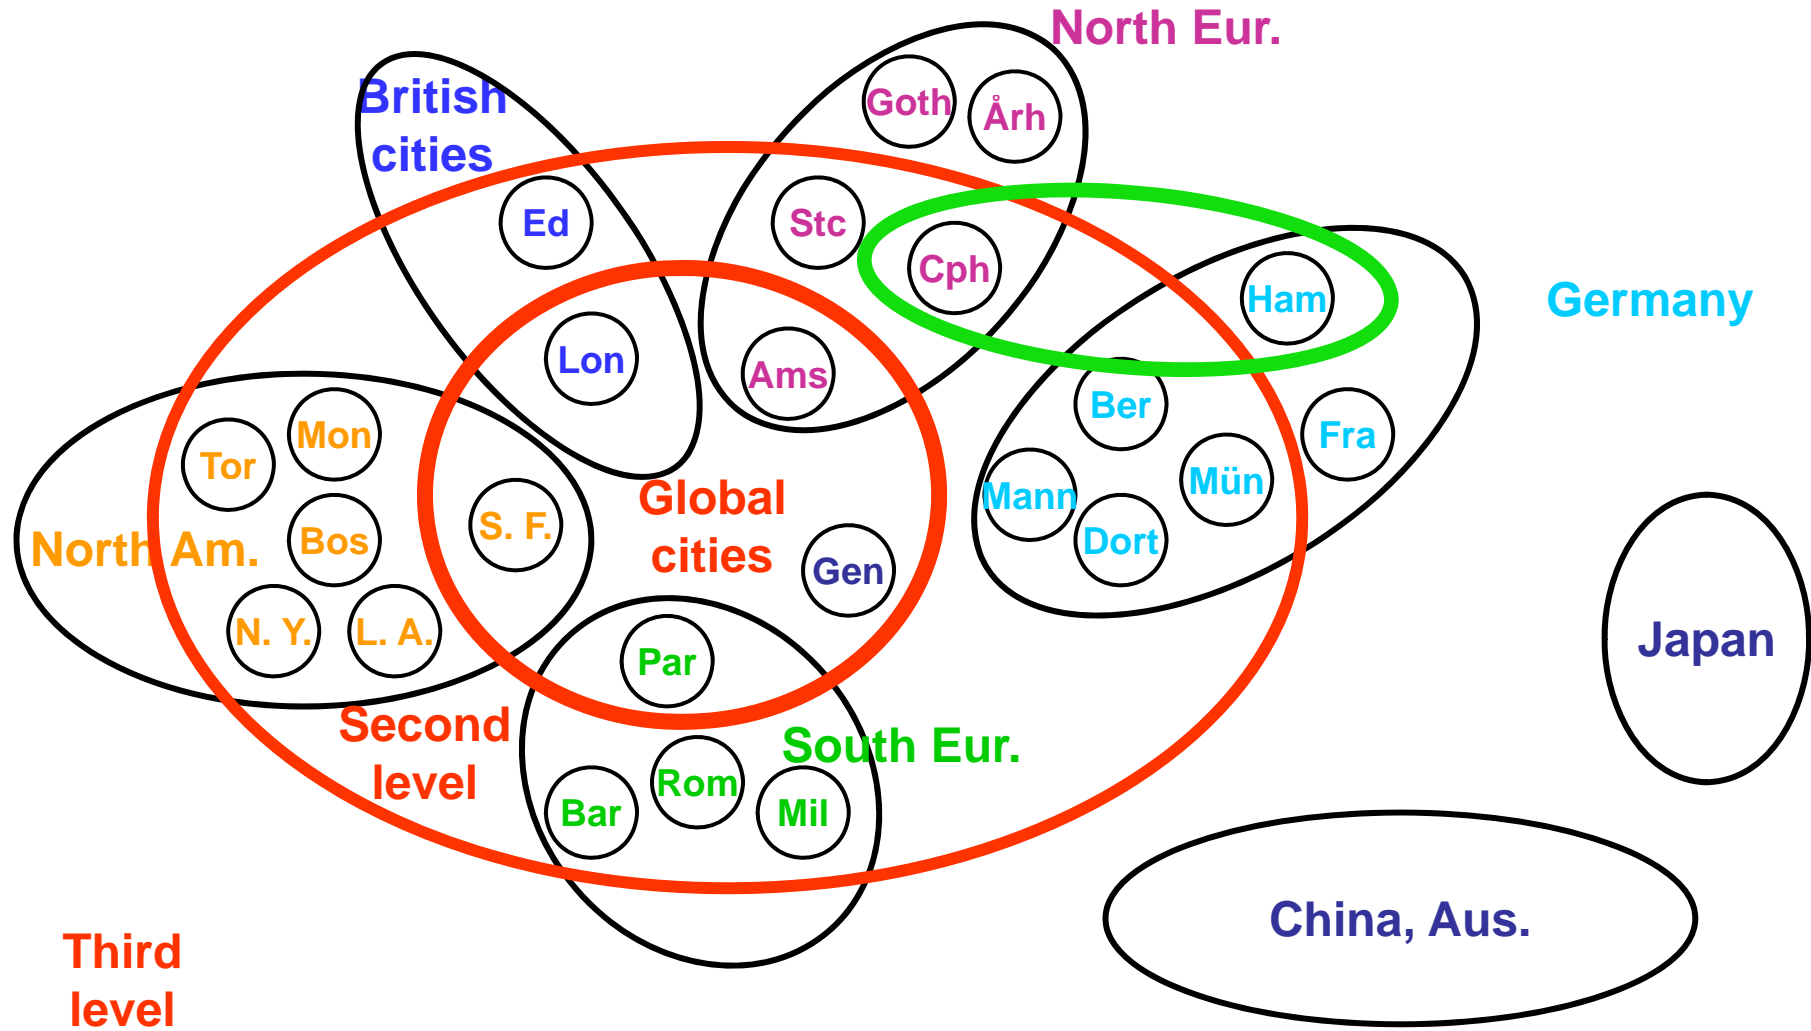 North Eur.
British
cities
Goth
Årh
Ed
Stc
Cph
Ham
Germany
Lon
Ams
Ber
Fra
Mon
Tor
Mün
Mann
Global
cities
S. F.
Bos
North Am.
Dort
Gen
N. Y.
L. A.
Par
Japan
Second
level
South Eur.
Rom
Bar
Mil
China, Aus.
Third
level